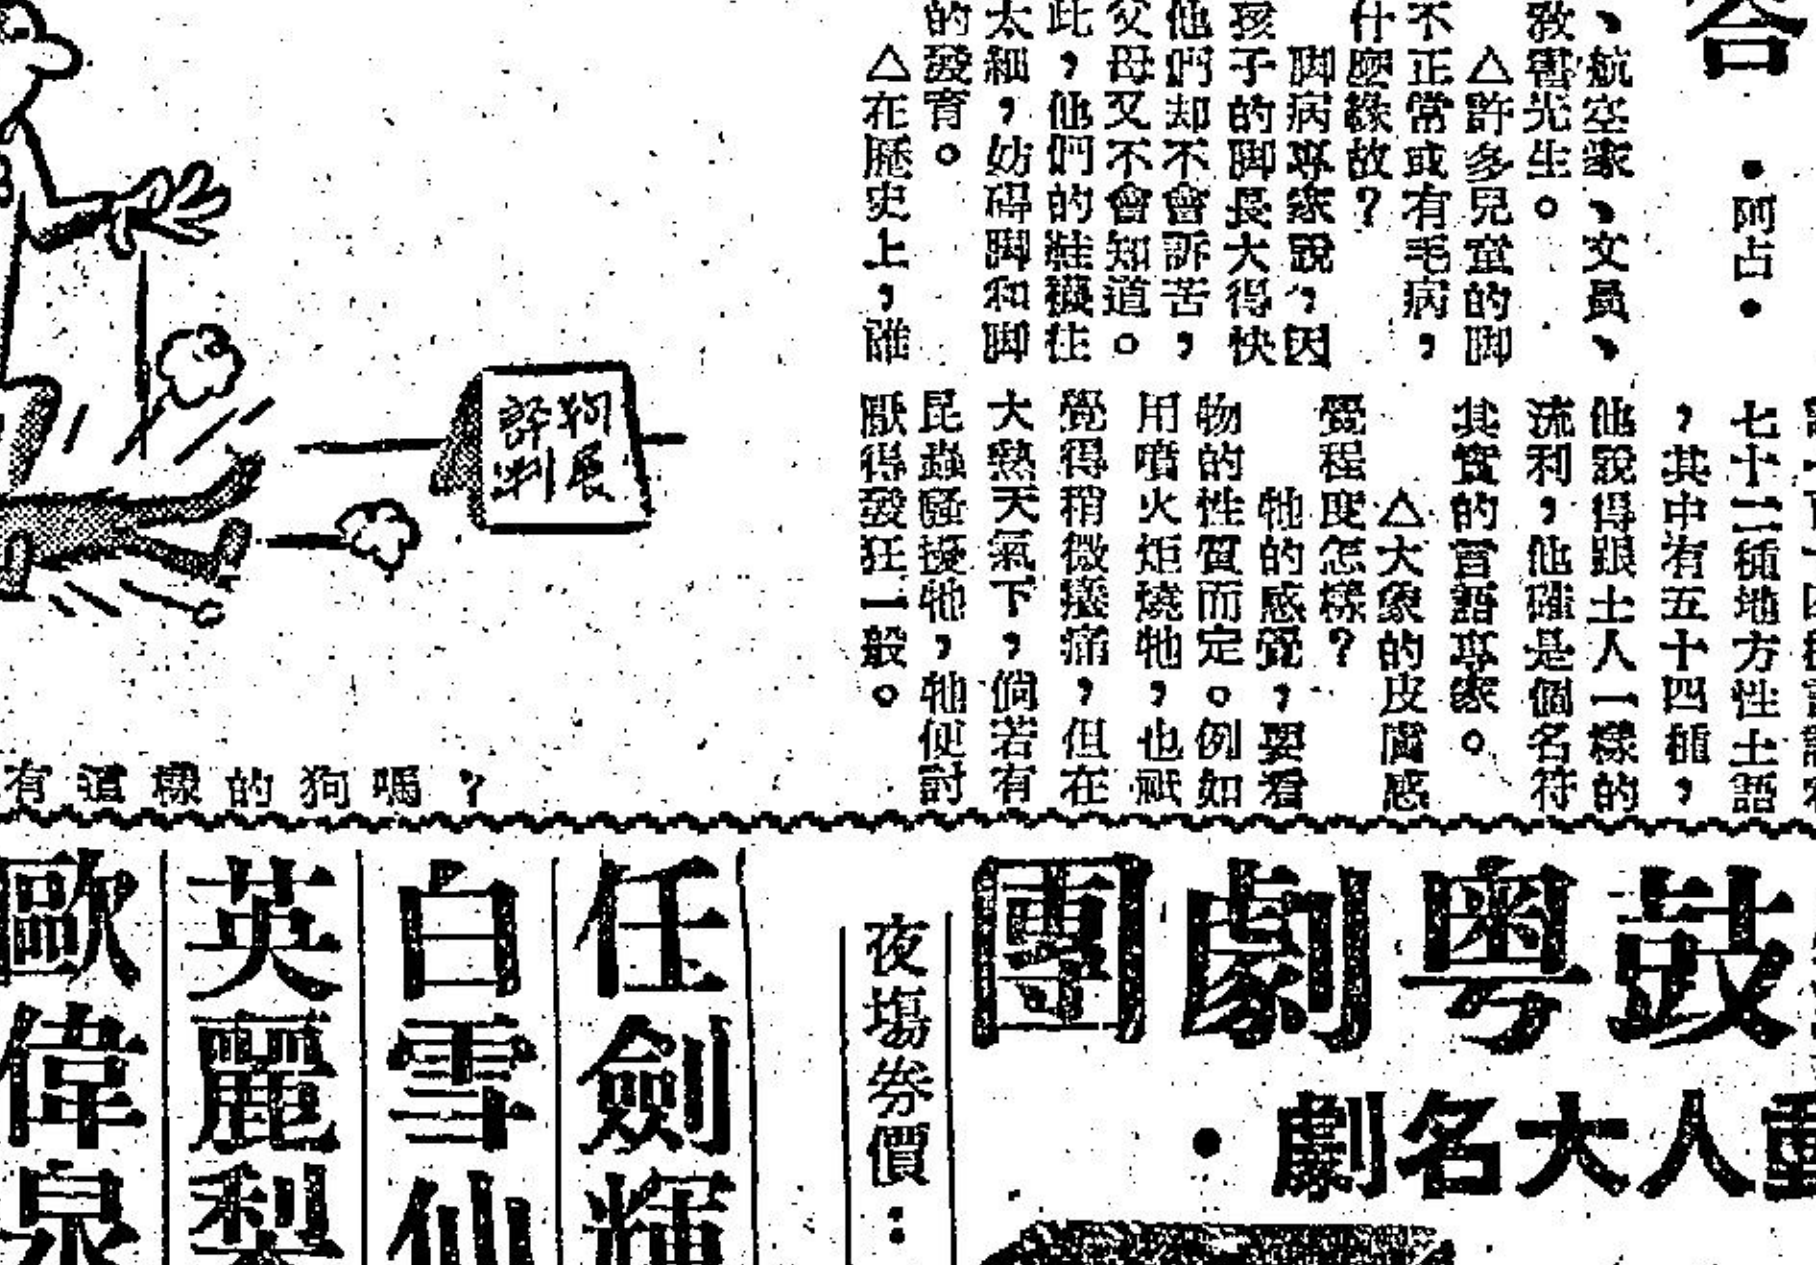 答
・阿占・
、航空家、文員、
教書先生。
△許多兒童的脚
不正常或有毛病，
什麼緣故？
脚病專家說，因
孩子的脚長大得快
他們却不會訴苦，
父母又不會知道。
此，他們的鞋襪往
太細，妨碍脚和脚
的發育。
△在歷史上，誰
七十二種地方性土語
，其中有五十四種，
他說得跟土人一樣的
流利，他確是個名符
其實的言語專家。
△大象的皮膚感
覺程度怎樣？
牠的感覺，要看
物的性質而定。例如
用噴火炬燒牠，也祇
覺得稍微攁痛，但在
大熱天氣下，倘若有
昆蟲騷擾牠，牠便討
厭得發狂一般。
狗展
評判
有這樣的狗嗎？
鼓粤劇團
動人大名劇・
夜塲券價：
任劍輝
白雪仙
英麗梨
歐偉泉